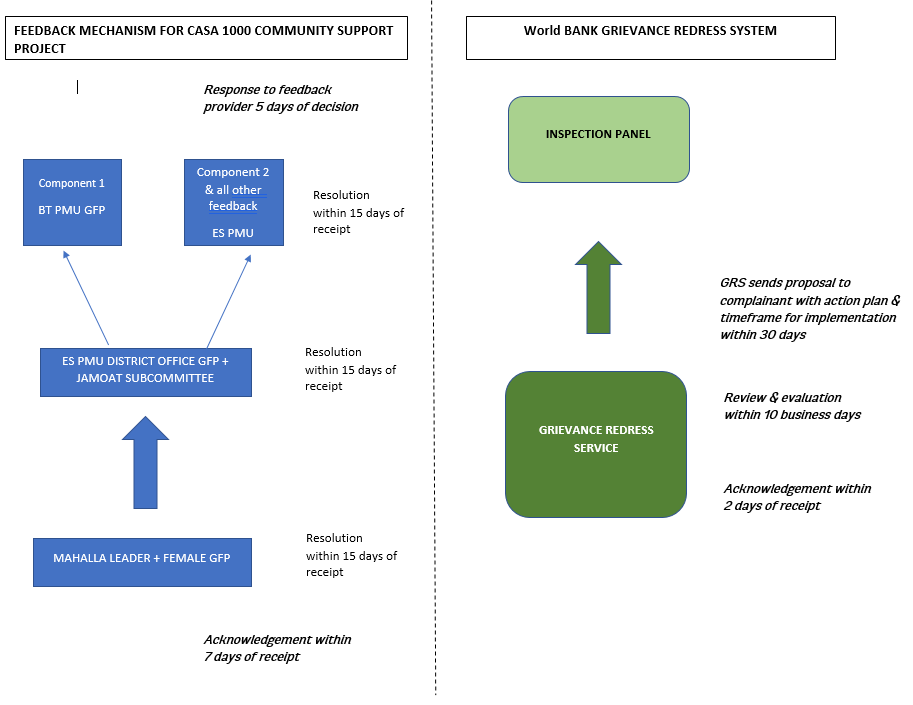 FEEDBACK MECHANISM FOR CASA 1000 COMMUNITY SUPPORT
PROJECT
Response to feedback
provider 5 days of decision
Component 1
BT PMU GFP
Component 2
& all other
feedback
ES PMU
Resolution
within 15 days of
receipt
ES PMU DISTRICT OFFICE GFP +
JAMOAT SUBCOMMITTEE
Resolution
within 15 days of
receipt
MAHALLA LEADER + FEMALE GFP
Resolution
within 15 days of
receipt
Acknowledgement within
7 days of receipt
World BANK GRIEVANCE REDRESS SYSTEM
INSPECTION PANEL
GRS sends proposal to
complainant with action plan &
timeframe for implementation
within 30 days
GRIEVANCE REDRESS
SERVICE
Review & evaluation
within 10 business days
Acknowledgement within
2 days of receipt